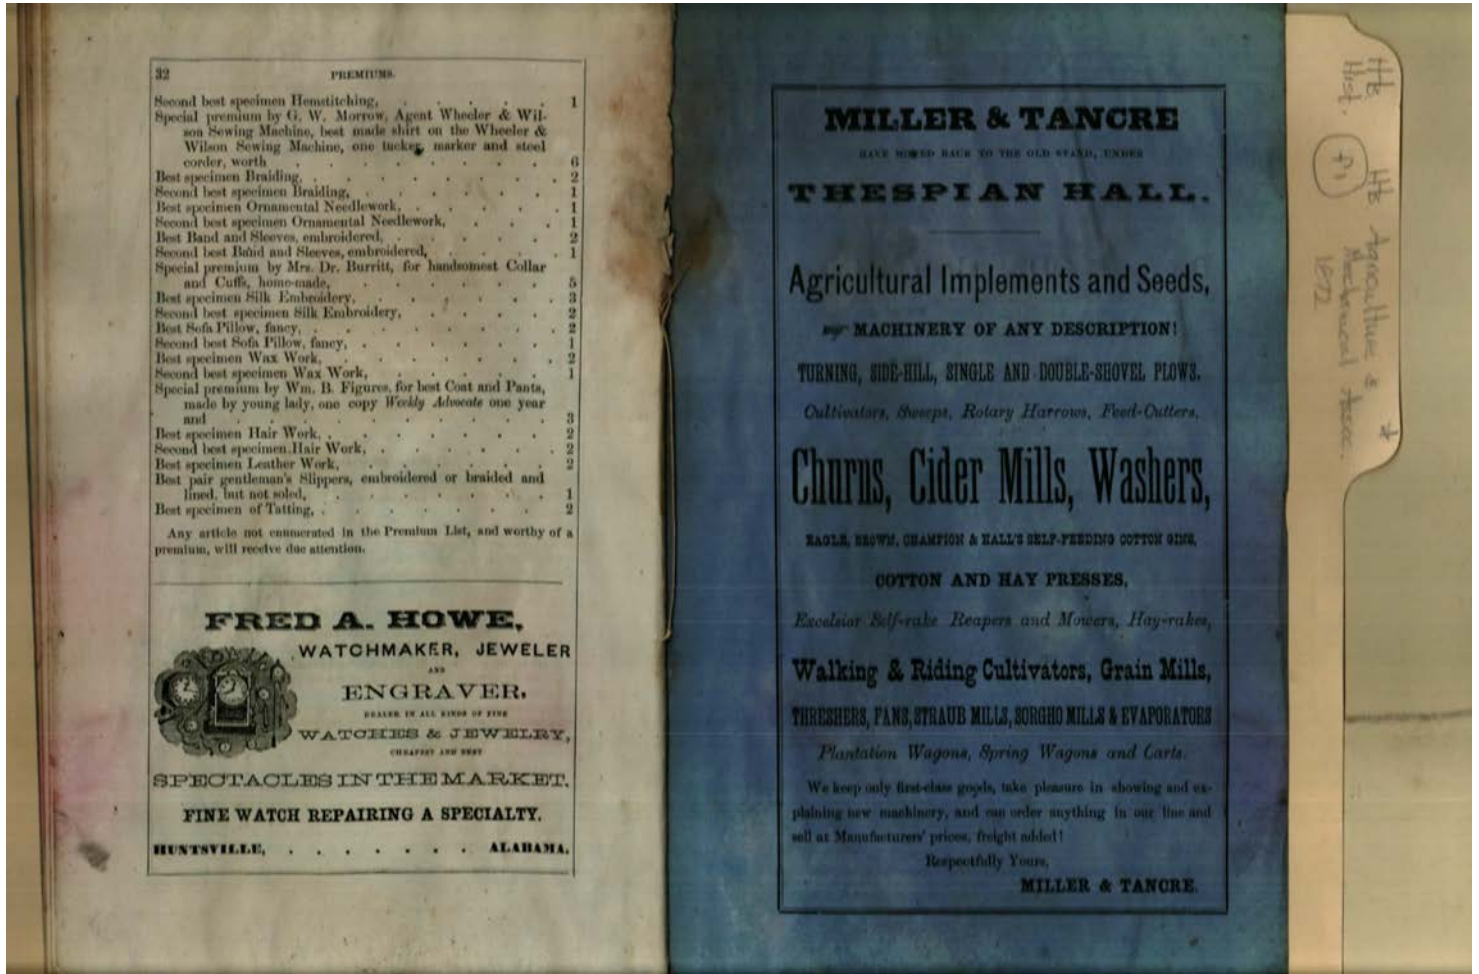 32 PREMIUMS.
Second best specimen Hemstitching, . . . . . 1
Special premium by G. W. Morrow, Agent Wheeler & Wil-
son Sewing Machine, best made shirt on the Wheeler &
Wilson Sewing Machine, one tucker, marker and steel
corder, worth . . . . . . . . 6
Best specimen Braiding, . . . . . . . . 2
Second best specimen Braiding, . . . . . . 1
Best specimen Ornamental Needlework, . . . . . 1
Second best specimen Ornamental Needlework, . . . 1
Best Band and Sleeves, embroidered, . . . . . 2
Second best Band and Sleeves, embroidered, . . . . 1
Special premium by Mrs. Dr. Burritt, for handsomest Collar
and Cuffs, home-made, . . . . . . 5
Best specimen Silk Embroidery, . . . . . . 3
Second best specimen Silk Embroidery, . . . . . 2
Best Sofa Pillow, fancy, . . . . . . . . 2
Second best Sofa Pillow, fancy, . . . . . . 1
Best specimen Wax Work, . . . . . . . 2
Second best specimen Wax Work, . . . . . . 1
Special premium by Wm. B. Figures, for best Coat and Pants,
made by young lady, one copy Weekly Advocate one year
and . . . . . . . . . . 3
Best specimen Hair Work, . . . . . . . 2
Second best specimen Hair Work, . . . . . . 2
Best specimen Leather Work, . . . . . . 2
Best pair gentleman's Slippers, embroidered or braided and
lined, but not soled, . . . . . . 1
Best specimen of Tatting, . . . . . . . 2
Any article not enumerated in the Premium List, and worthy of a
premium, will receive due attention.
FRED A. HOWE,
WATCHMAKER, JEWELER
AND
ENGRAVER,
DEALER IN ALL KINDS OF FINE
WATCHES & JEWELRY,
CHEAPEST AND BEST
SPECTACLES IN THE MARKET.
FINE WATCH REPAIRING A SPECIALTY.
HUNTSVILLE, . . . . . . . ALABAMA.
MILLER & TANCRE
HAVE MOVED BACK TO THE OLD STAND, UNDER
THESPIAN HALL.
Agricultural Implements and Seeds,
MACHINERY OF ANY DESCRIPTION!
TURNING, SIDE-HILL, SINGLE AND DOUBLE-SHOVEL PLOWS.
Cultivators, Sweeps, Rotary Harrows, Feed-Cutters,
Churns, Cider Mills, Washers,
EAGLE, BROWN, CHAMPION & HALL'S SELF-FEEDING COTTON GINS,
COTTON AND HAY PRESSES,
Excelsior Self-rake Reapers and Mowers, Hay-rakes,
Walking & Riding Cultivators, Grain Mills,
THRESHERS, FANS, STRAUB MILLS, SORGHO MILLS & EVAPORATORS
Plantation Wagons, Spring Wagons and Carts.
We keep only first-class goods, take pleasure in showing and ex-
plaining new machinery, and can order anything in our line and
sell at Manufacturers' prices, freight added!
Respectfully Yours,
MILLER & TANCRE.
Hist.
Agriculture &
Mechanical Assoc.
1872